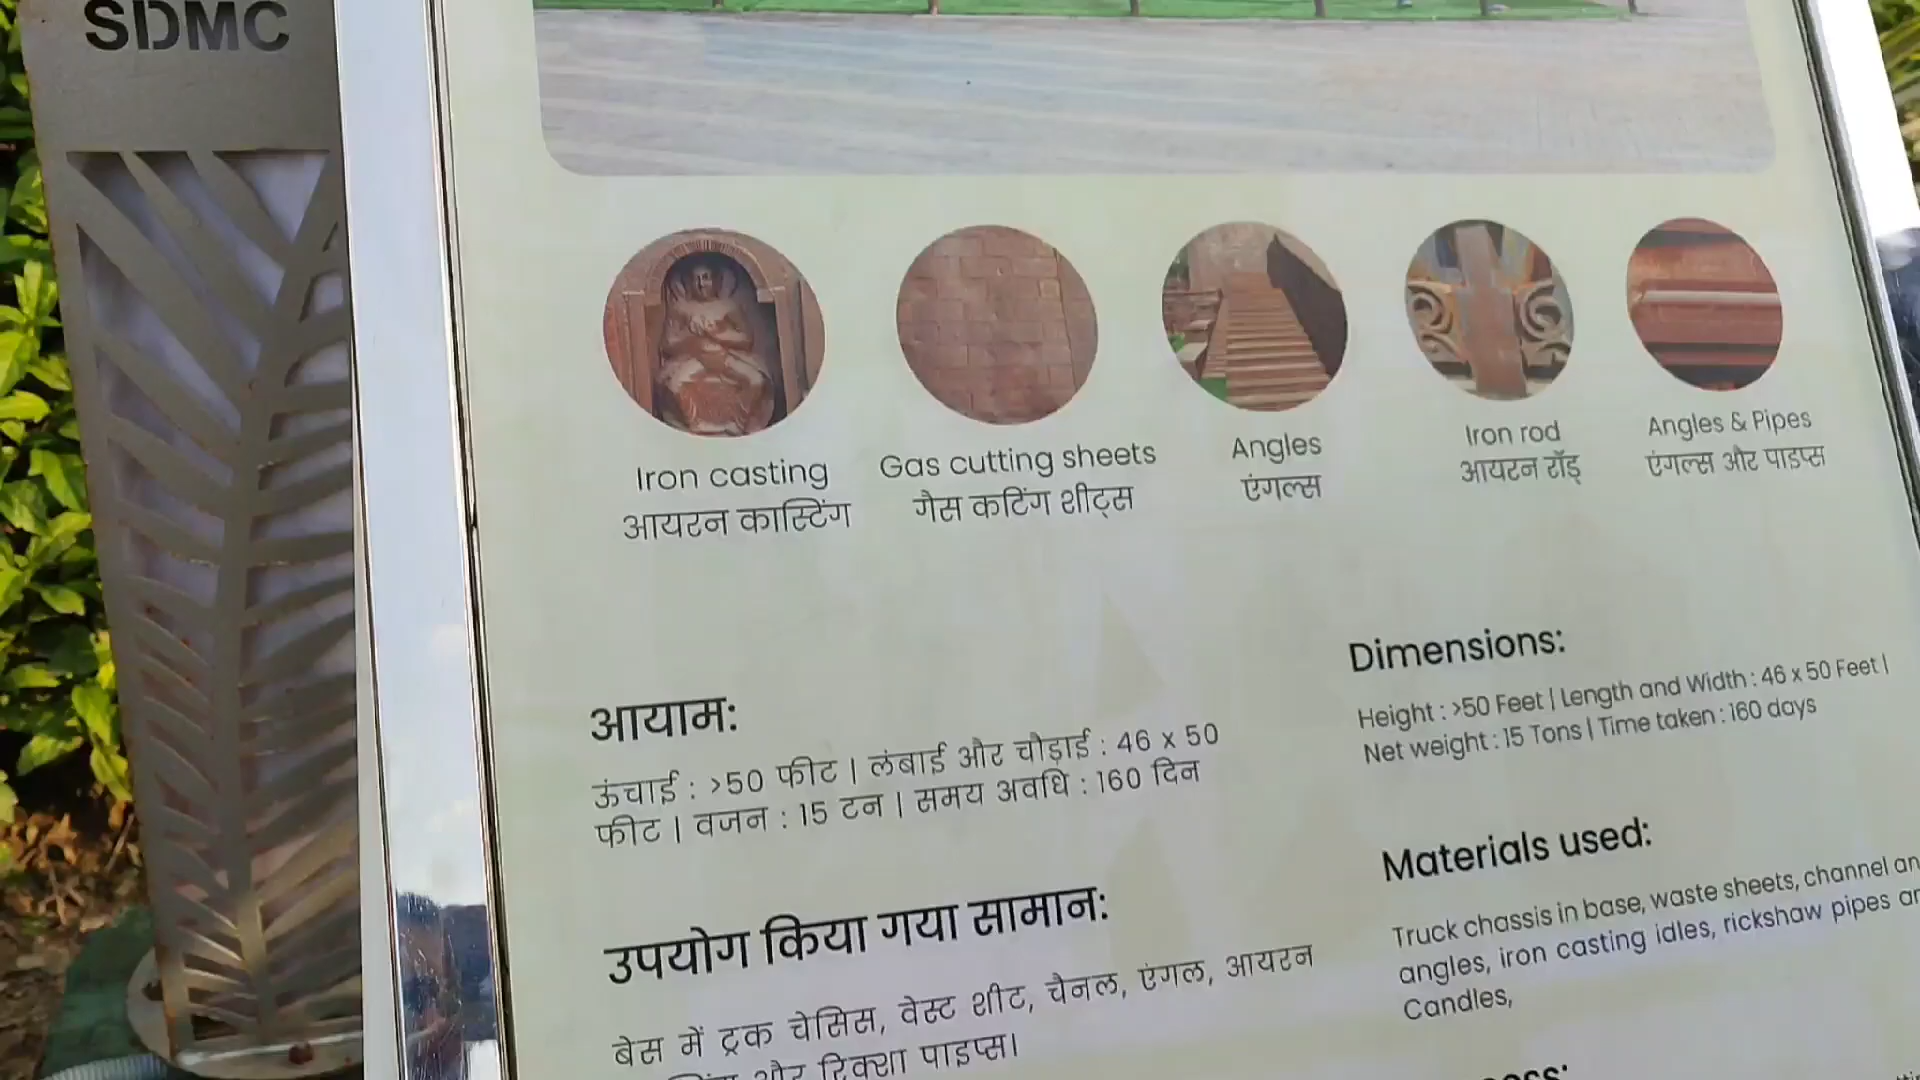 SDMC
Iron casting
आयरन कास्टिंग
Gas cutting sheets
गैस कटिंग शीट्स
Angles
एंगल्स
Iron rod
आयरन रॉड्
Angles & Pipes
एंगल्स और पाइप्स
आयाम:
ऊंचाई : >50 फीट | लंबाई और चौड़ाई : 46 x 50
फीट | वजन : 15 टन | समय अवधि : 160 दिन
उपयोग किया गया सामान:
बेस में ट्रक चेसिस, वेस्ट शीट, चैनल, एंगल, आयरन
और रिक्शा पाइप्स।
Dimensions:
Height : >50 Feet | Length and Width : 46 x 50 Feet |
Net weight : 15 Tons | Time taken : 160 days
Materials used:
Truck chassis in base, waste sheets, channel
angles, iron casting idles, rickshaw pipes
Candles,